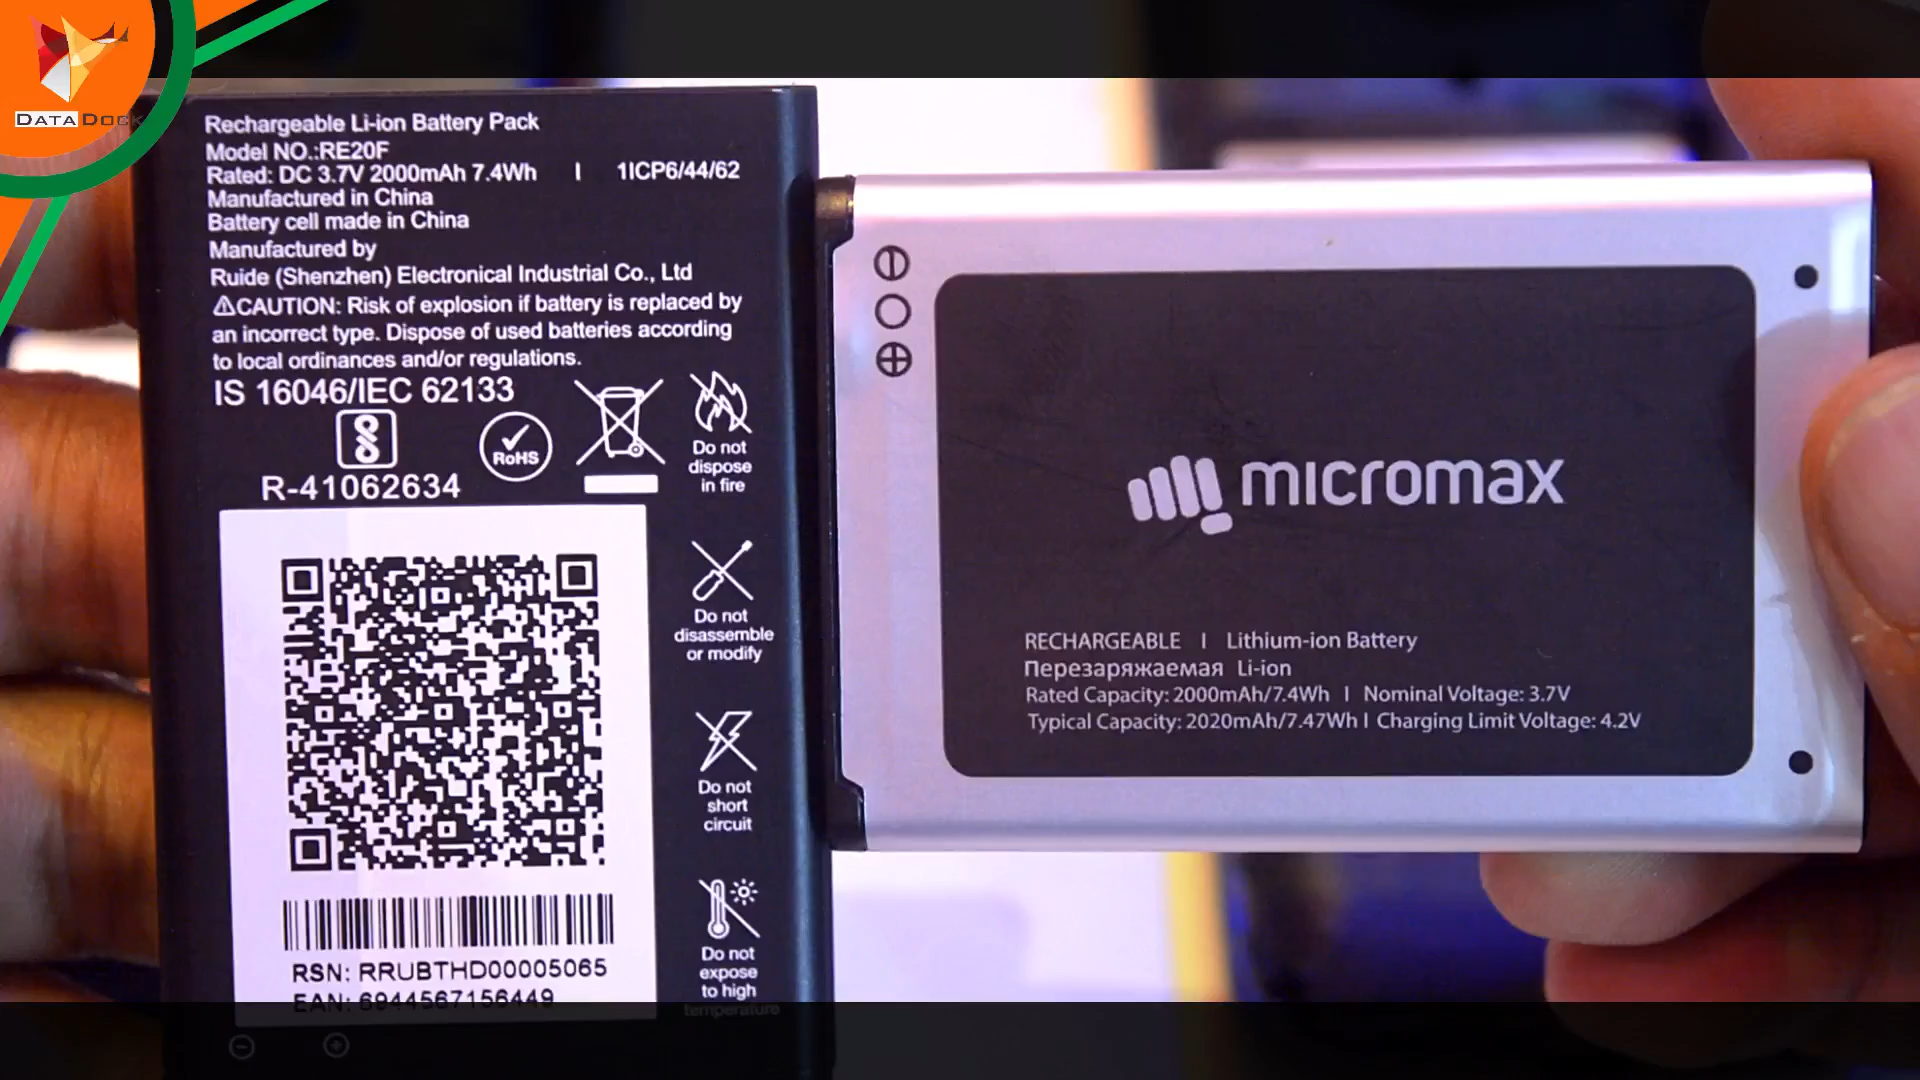 DATA DOCK
Rechargeable Li-ion Battery Pack
Model NO.:RE20F
Rated: DC 3.7V 2000mAh 7.4Wh | 1ICP6/44/62
Manufactured in China
Battery cell made in China
Manufactured by
Ruide (Shenzhen) Electronical Industrial Co., Ltd
⚠CAUTION: Risk of explosion if battery is replaced by
an incorrect type. Dispose of used batteries according
to local ordinances and/or regulations.
IS 16046/IEC 62133
R-41062634
RoHS
Do not
dispose
in fire
Do not
disassemble
or modify
Do not
short
circuit
Do not
expose
to high
temperature
RSN: RRUBTHD00005065
EAN: 6944567156449
micromax
RECHARGEABLE | Lithium-ion Battery
Перезаряжаемая Li-ion
Rated Capacity: 2000mAh/7.4Wh | Nominal Voltage: 3.7V
Typical Capacity: 2020mAh/7.47Wh | Charging Limit Voltage: 4.2V